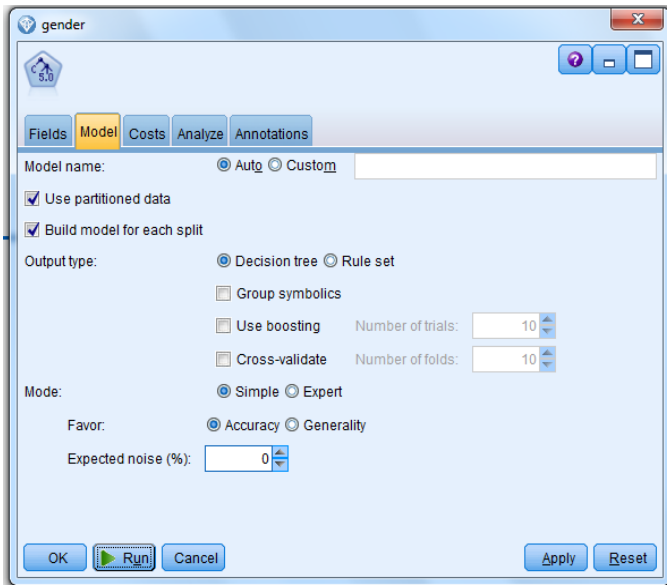 gender
C 5.0
Fields Model Costs Analyze Annotations
Model name: Auto Custom
Use partitioned data
Build model for each split
Output type: Decision tree Rule set
Group symbolics
Use boosting Number of trials: 10
Cross-validate Number of folds: 10
Mode: Simple Expert
Favor: Accuracy Generality
Expected noise (%): 0
OK Run Cancel Apply Reset